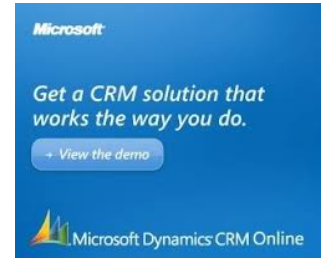 Microsoft
Get a CRM solution that
works the way you do.
→ View the demo
Microsoft Dynamics CRM Online